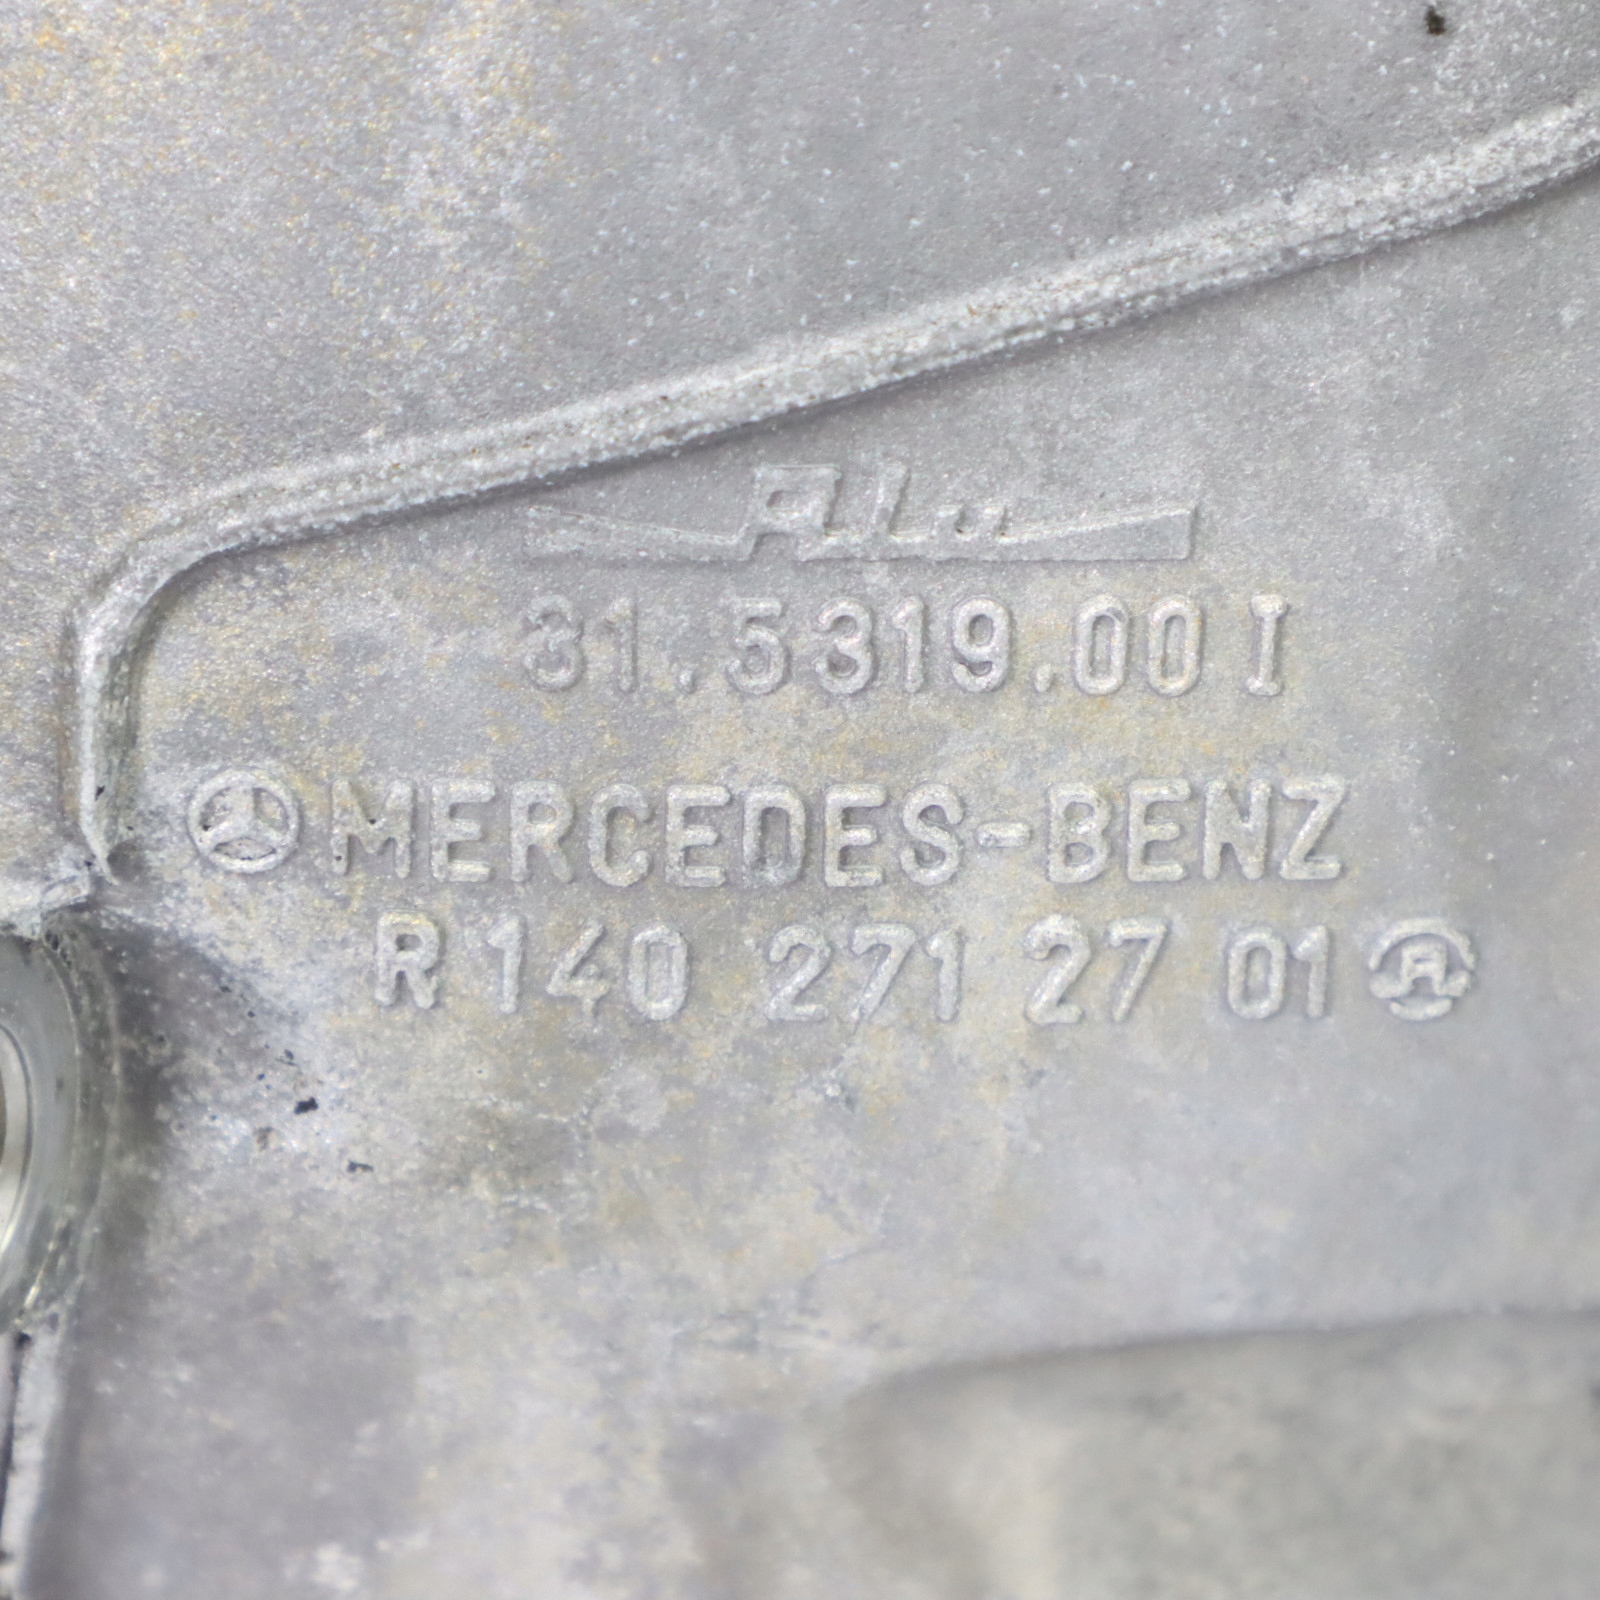 Alu
31.5319.00 I
MERCEDES-BENZ
R 140 271 27 01